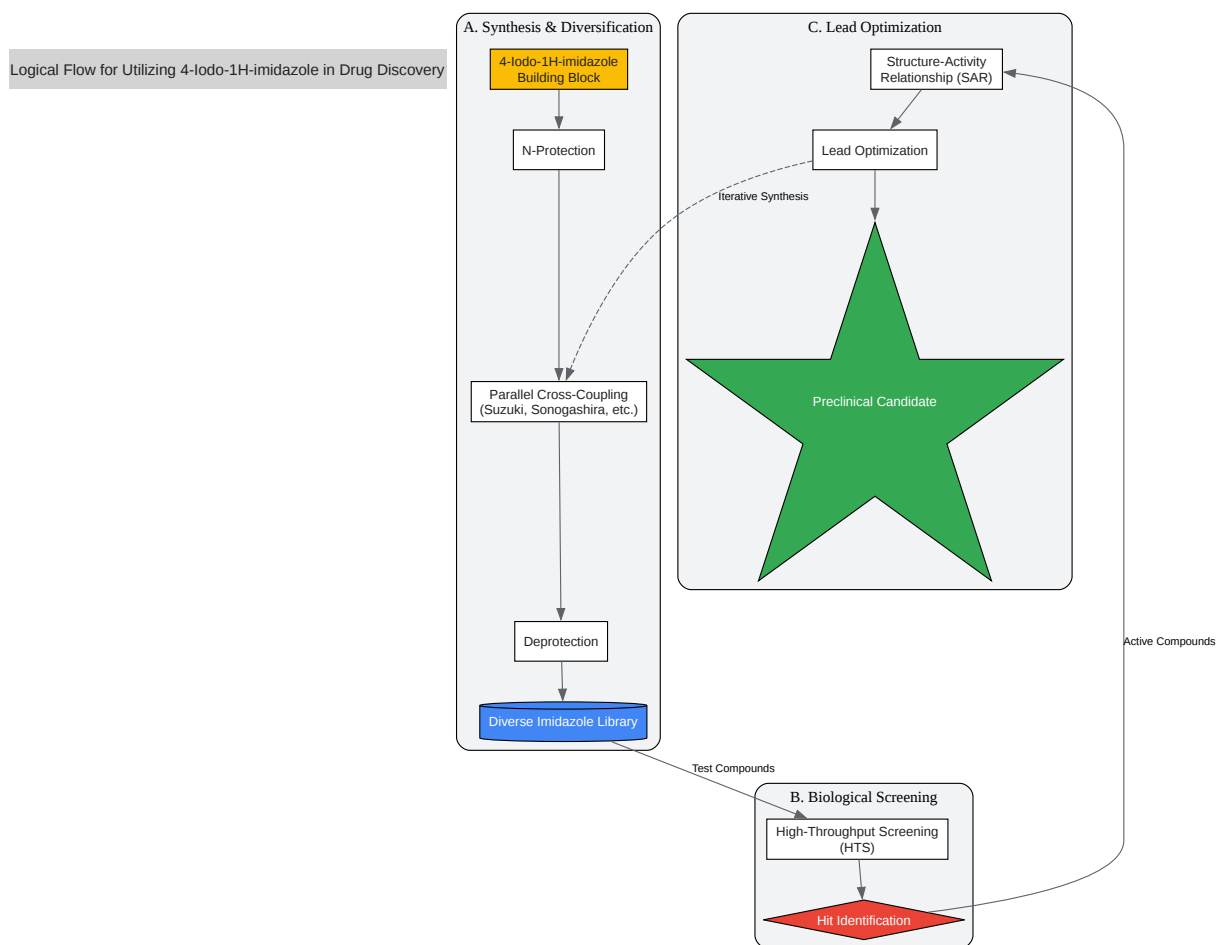 Logical Flow for Utilizing 4-Iodo-1H-imidazole in Drug Discovery
A. Synthesis & Diversification
4-Iodo-1H-imidazole
Building Block
N-Protection
Parallel Cross-Coupling
(Suzuki, Sonogashira, etc.)
Deprotection
Diverse Imidazole Library
Test Compounds
B. Biological Screening
High-Throughput Screening
(HTS)
Hit Identification
Active Compounds
C. Lead Optimization
Structure-Activity
Relationship (SAR)
Lead Optimization
Iterative Synthesis
Preclinical Candidate